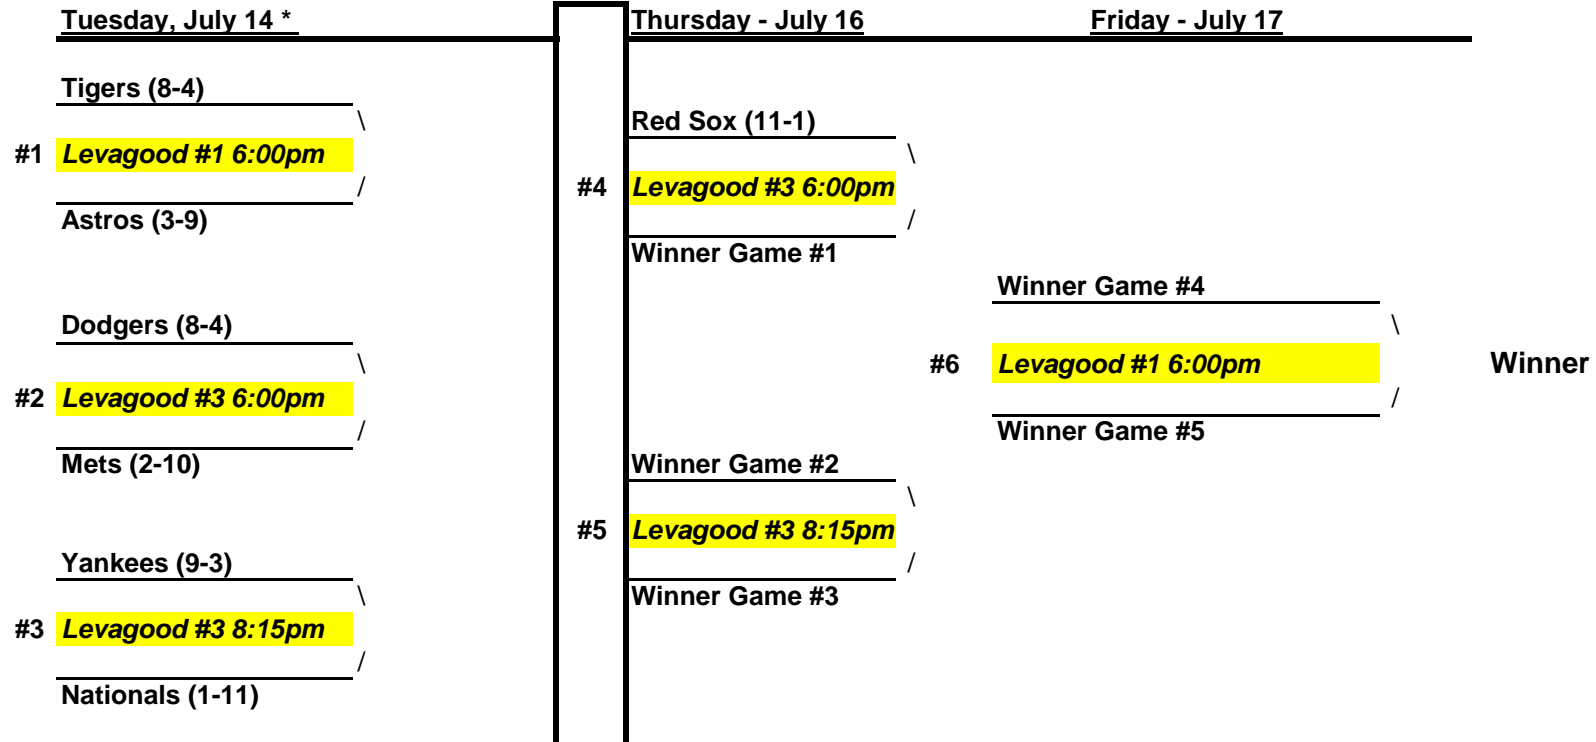 Tuesday, July 14 *
Tigers (8-4)
\
#1 Levagood #1 6:00pm
/
Astros (3-9)
Dodgers (8-4)
\
#2 Levagood #3 6:00pm
/
Mets (2-10)
Yankees (9-3)
\
#3 Levagood #3 8:15pm
/
Nationals (1-11)
Thursday - July 16
Red Sox (11-1)
\
#4 Levagood #3 6:00pm
/
Winner Game #1
Winner Game #2
\
#5 Levagood #3 8:15pm
/
Winner Game #3
Friday - July 17
Winner Game #4
\
#6 Levagood #1 6:00pm
/
Winner Game #5
Winner